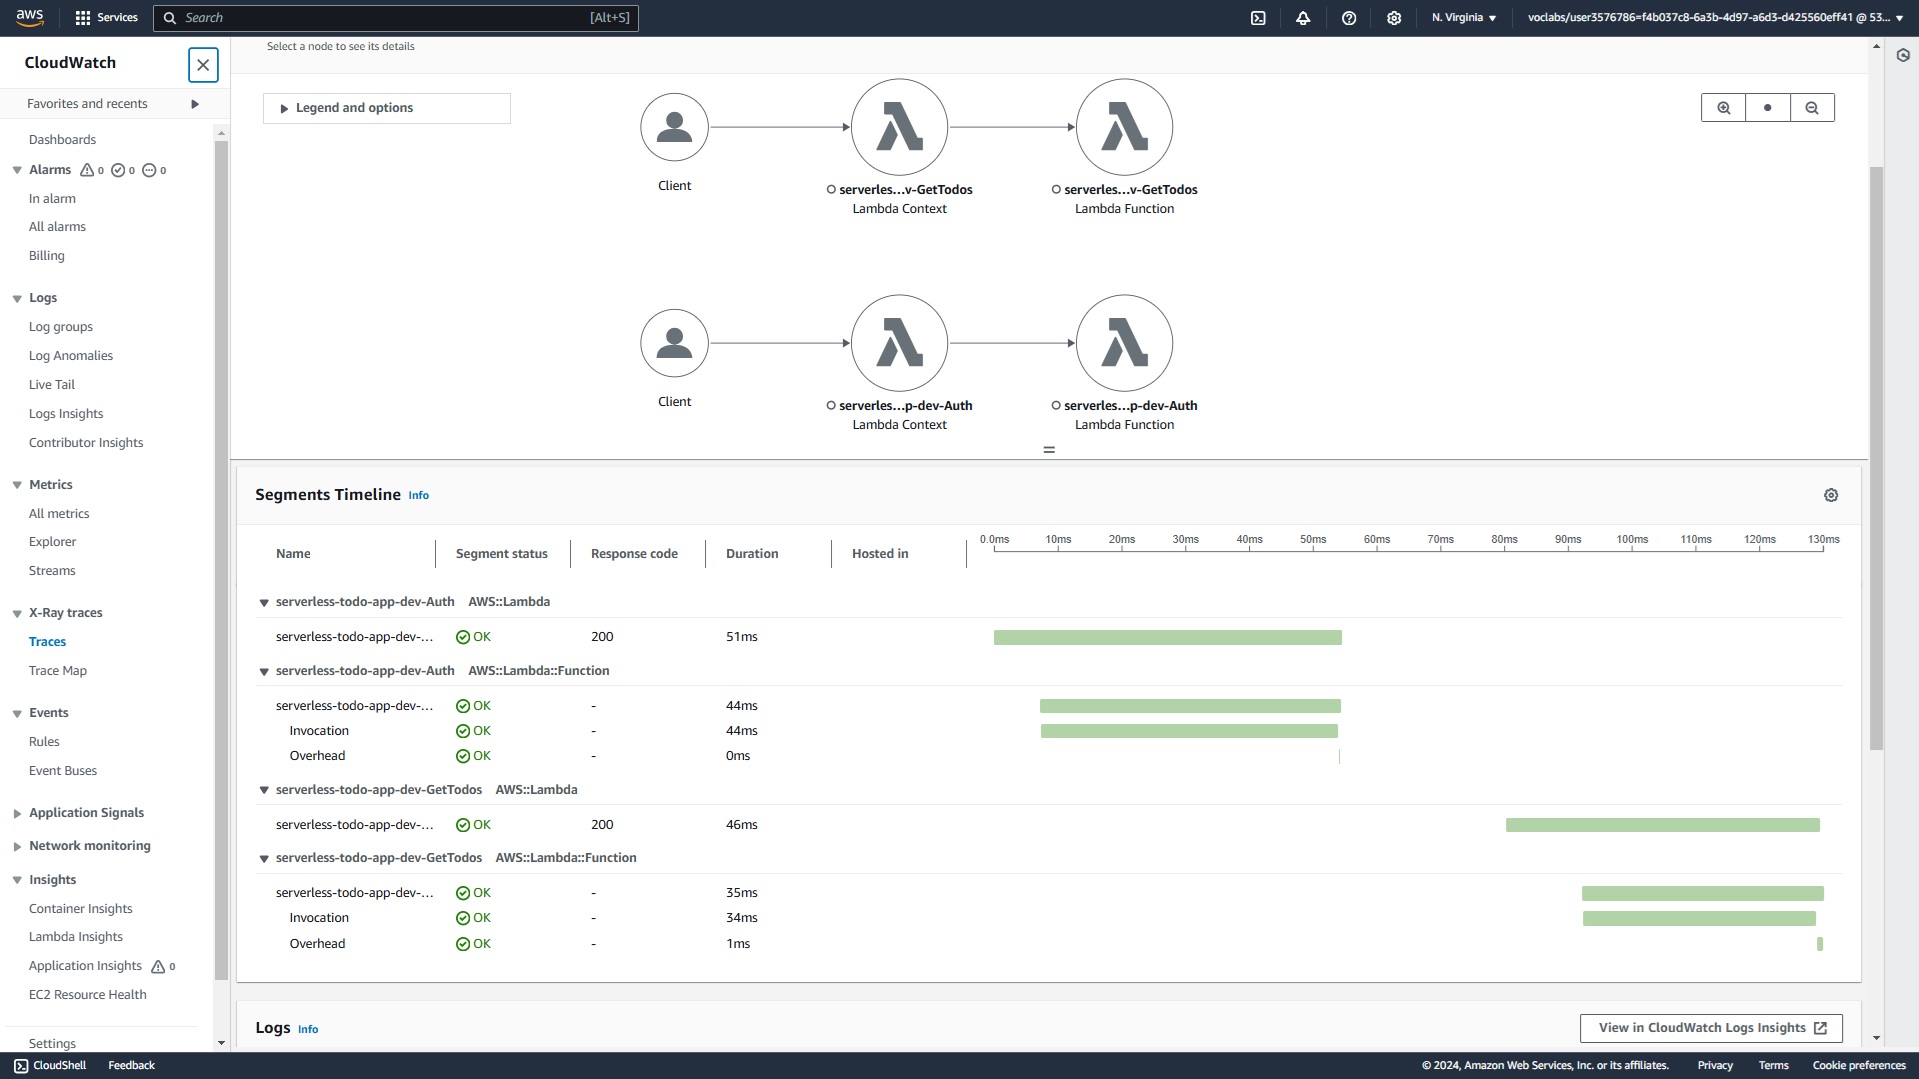 aws Services Search [Alt+S] N. Virginia voclabs/user3576786=f4b037c8-6a3b-4d97-a6d3-d425560eff41 @ 53...
CloudWatch
Favorites and recents
Dashboards
Alarms 0 0 0
In alarm
All alarms
Billing
Logs
Log groups
Log Anomalies
Live Tail
Logs Insights
Contributor Insights
Metrics
All metrics
Explorer
Streams
X-Ray traces
Traces
Trace Map
Events
Rules
Event Buses
Application Signals
Network monitoring
Insights
Container Insights
Lambda Insights
Application Insights 0
EC2 Resource Health
Settings
Select a node to see its details
Legend and options
Client
serverles...v-GetTodos
Lambda Context
serverles...v-GetTodos
Lambda Function
Client
serverles...p-dev-Auth
Lambda Context
serverles...p-dev-Auth
Lambda Function
Segments Timeline Info
Name Segment status Response code Duration Hosted in 0.0ms 10ms 20ms 30ms 40ms 50ms 60ms 70ms 80ms 90ms 100ms 110ms 120ms 130ms
serverless-todo-app-dev-Auth AWS::Lambda
serverless-todo-app-dev-... OK 200 51ms
serverless-todo-app-dev-Auth AWS::Lambda::Function
serverless-todo-app-dev-... OK - 44ms
Invocation OK - 44ms
Overhead OK - 0ms
serverless-todo-app-dev-GetTodos AWS::Lambda
serverless-todo-app-dev-... OK 200 46ms
serverless-todo-app-dev-GetTodos AWS::Lambda::Function
serverless-todo-app-dev-... OK - 35ms
Invocation OK - 34ms
Overhead OK - 1ms
Logs Info View in CloudWatch Logs Insights
CloudShell Feedback © 2024, Amazon Web Services, Inc. or its affiliates. Privacy Terms Cookie preferences